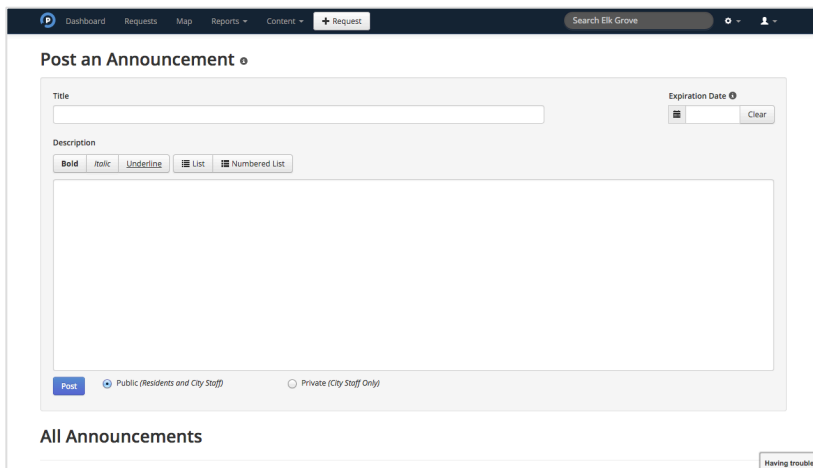 P Dashboard Requests Map Reports Content + Request Search Elk Grove
Post an Announcement
Title Expiration Date
Clear
Description
Bold Italic Underline List Numbered List
Post Public (Residents and City Staff) Private (City Staff Only)
All Announcements
Having trouble